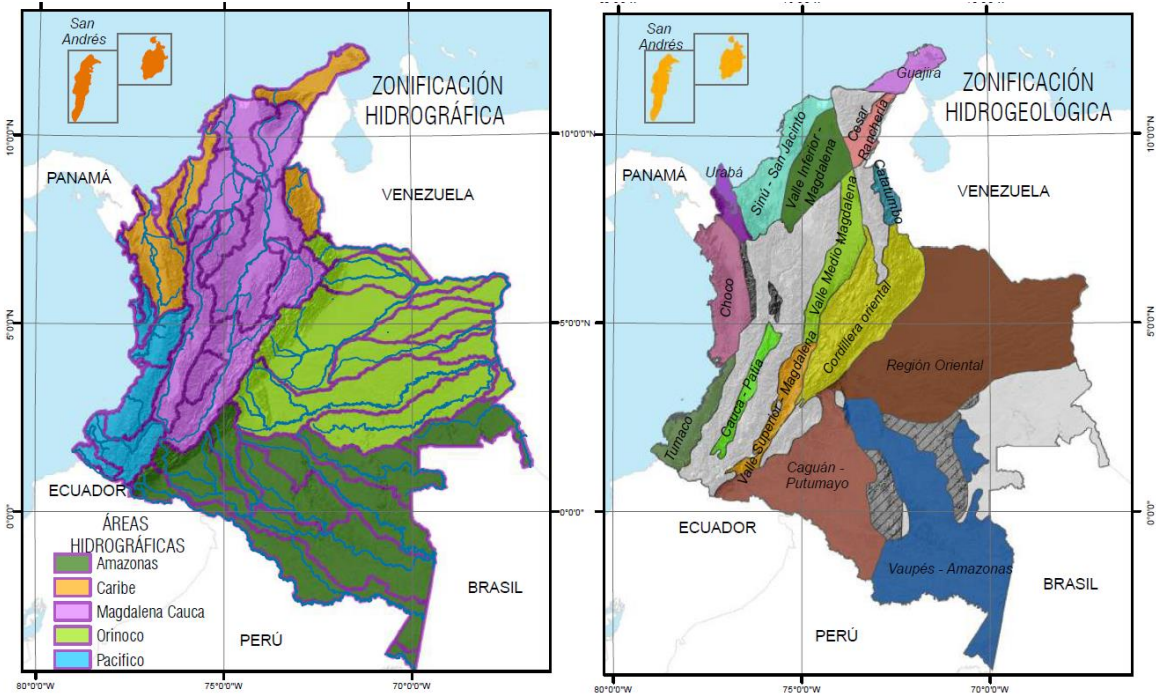 San
Andrés
ZONIFICACIÓN
HIDROGRÁFICA
10°0'0"N
PANAMÁ
VENEZUELA
5°0'0"N
ECUADOR
0°0'0"
ÁREAS
HIDROGRÁFICAS
Amazonas
Caribe
Magdalena Cauca
Orinoco
Pacifico
BRASIL
PERÚ
80°0'0"W
75°0'0"W
70°0'0"W
San
Andrés
ZONIFICACIÓN
HIDROGEOLÓGICA
Guajira
Cesar
Ranchería
10°0'0"N
PANAMÁ
Urabá
Sinú - San Jacinto
Valle Inferior -
Magdalena
Catatumbo
VENEZUELA
Choco
Valle Medio Magdalena
Cordillera oriental
5°0'0"N
Región Oriental
Tumaco
Cauca - Patía
Valle Superior - Magdalena
Caguán -
Putumayo
ECUADOR
0°0'0"
Vaupés - Amazonas
BRASIL
PERÚ
80°0'0"W
75°0'0"W
70°0'0"W